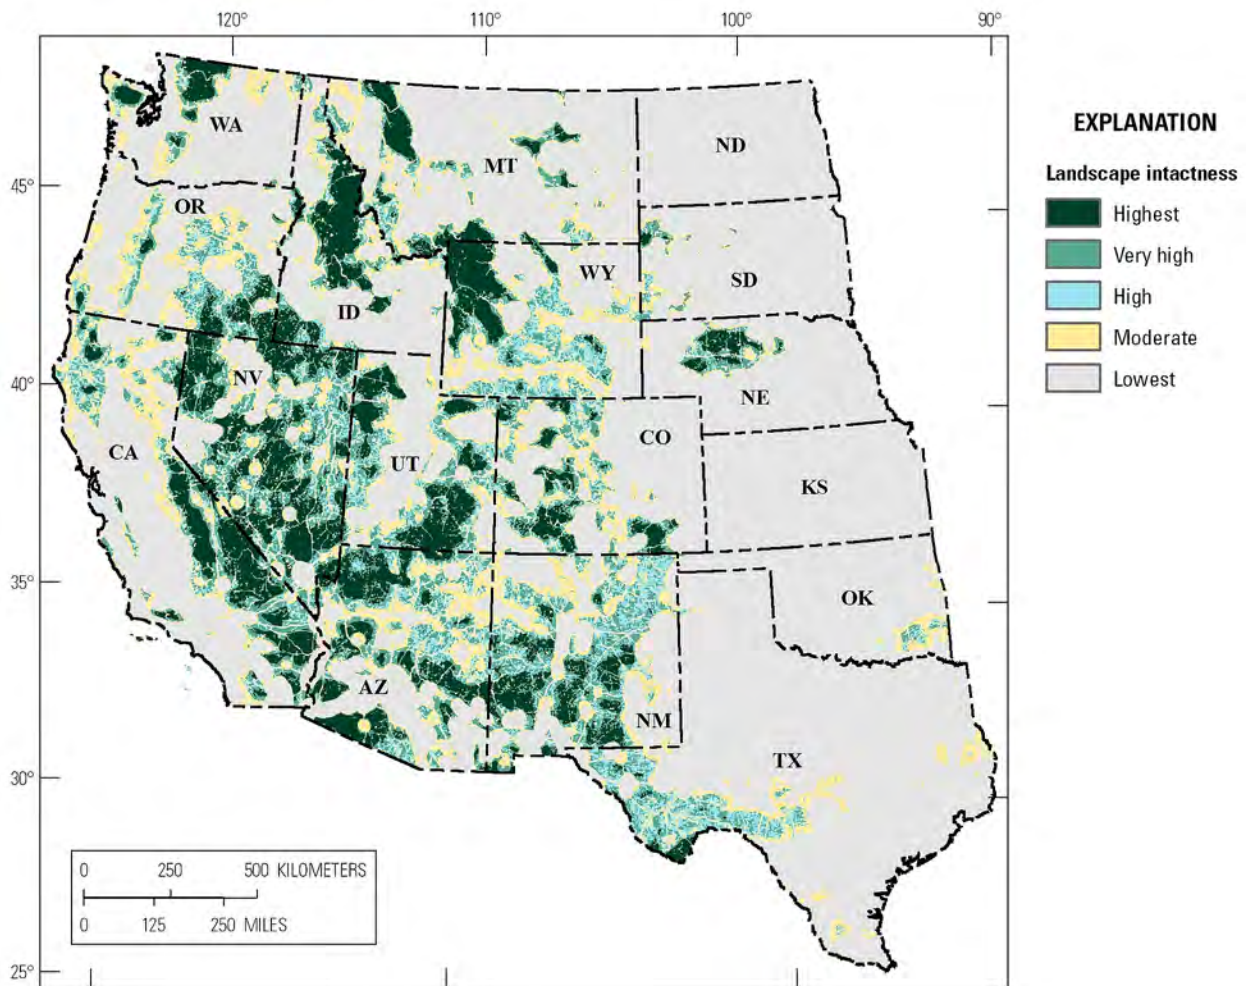 120° 110° 100° 90°
EXPLANATION
Landscape intactness
Highest
Very high
High
Moderate
Lowest
WA
MT
ND
45°
OR
ID
WY
SD
40°
NV
NE
CA
UT
CO
KS
35°
OK
AZ
NM
TX
30°
0 250 500 KILOMETERS
0 125 250 MILES
25°